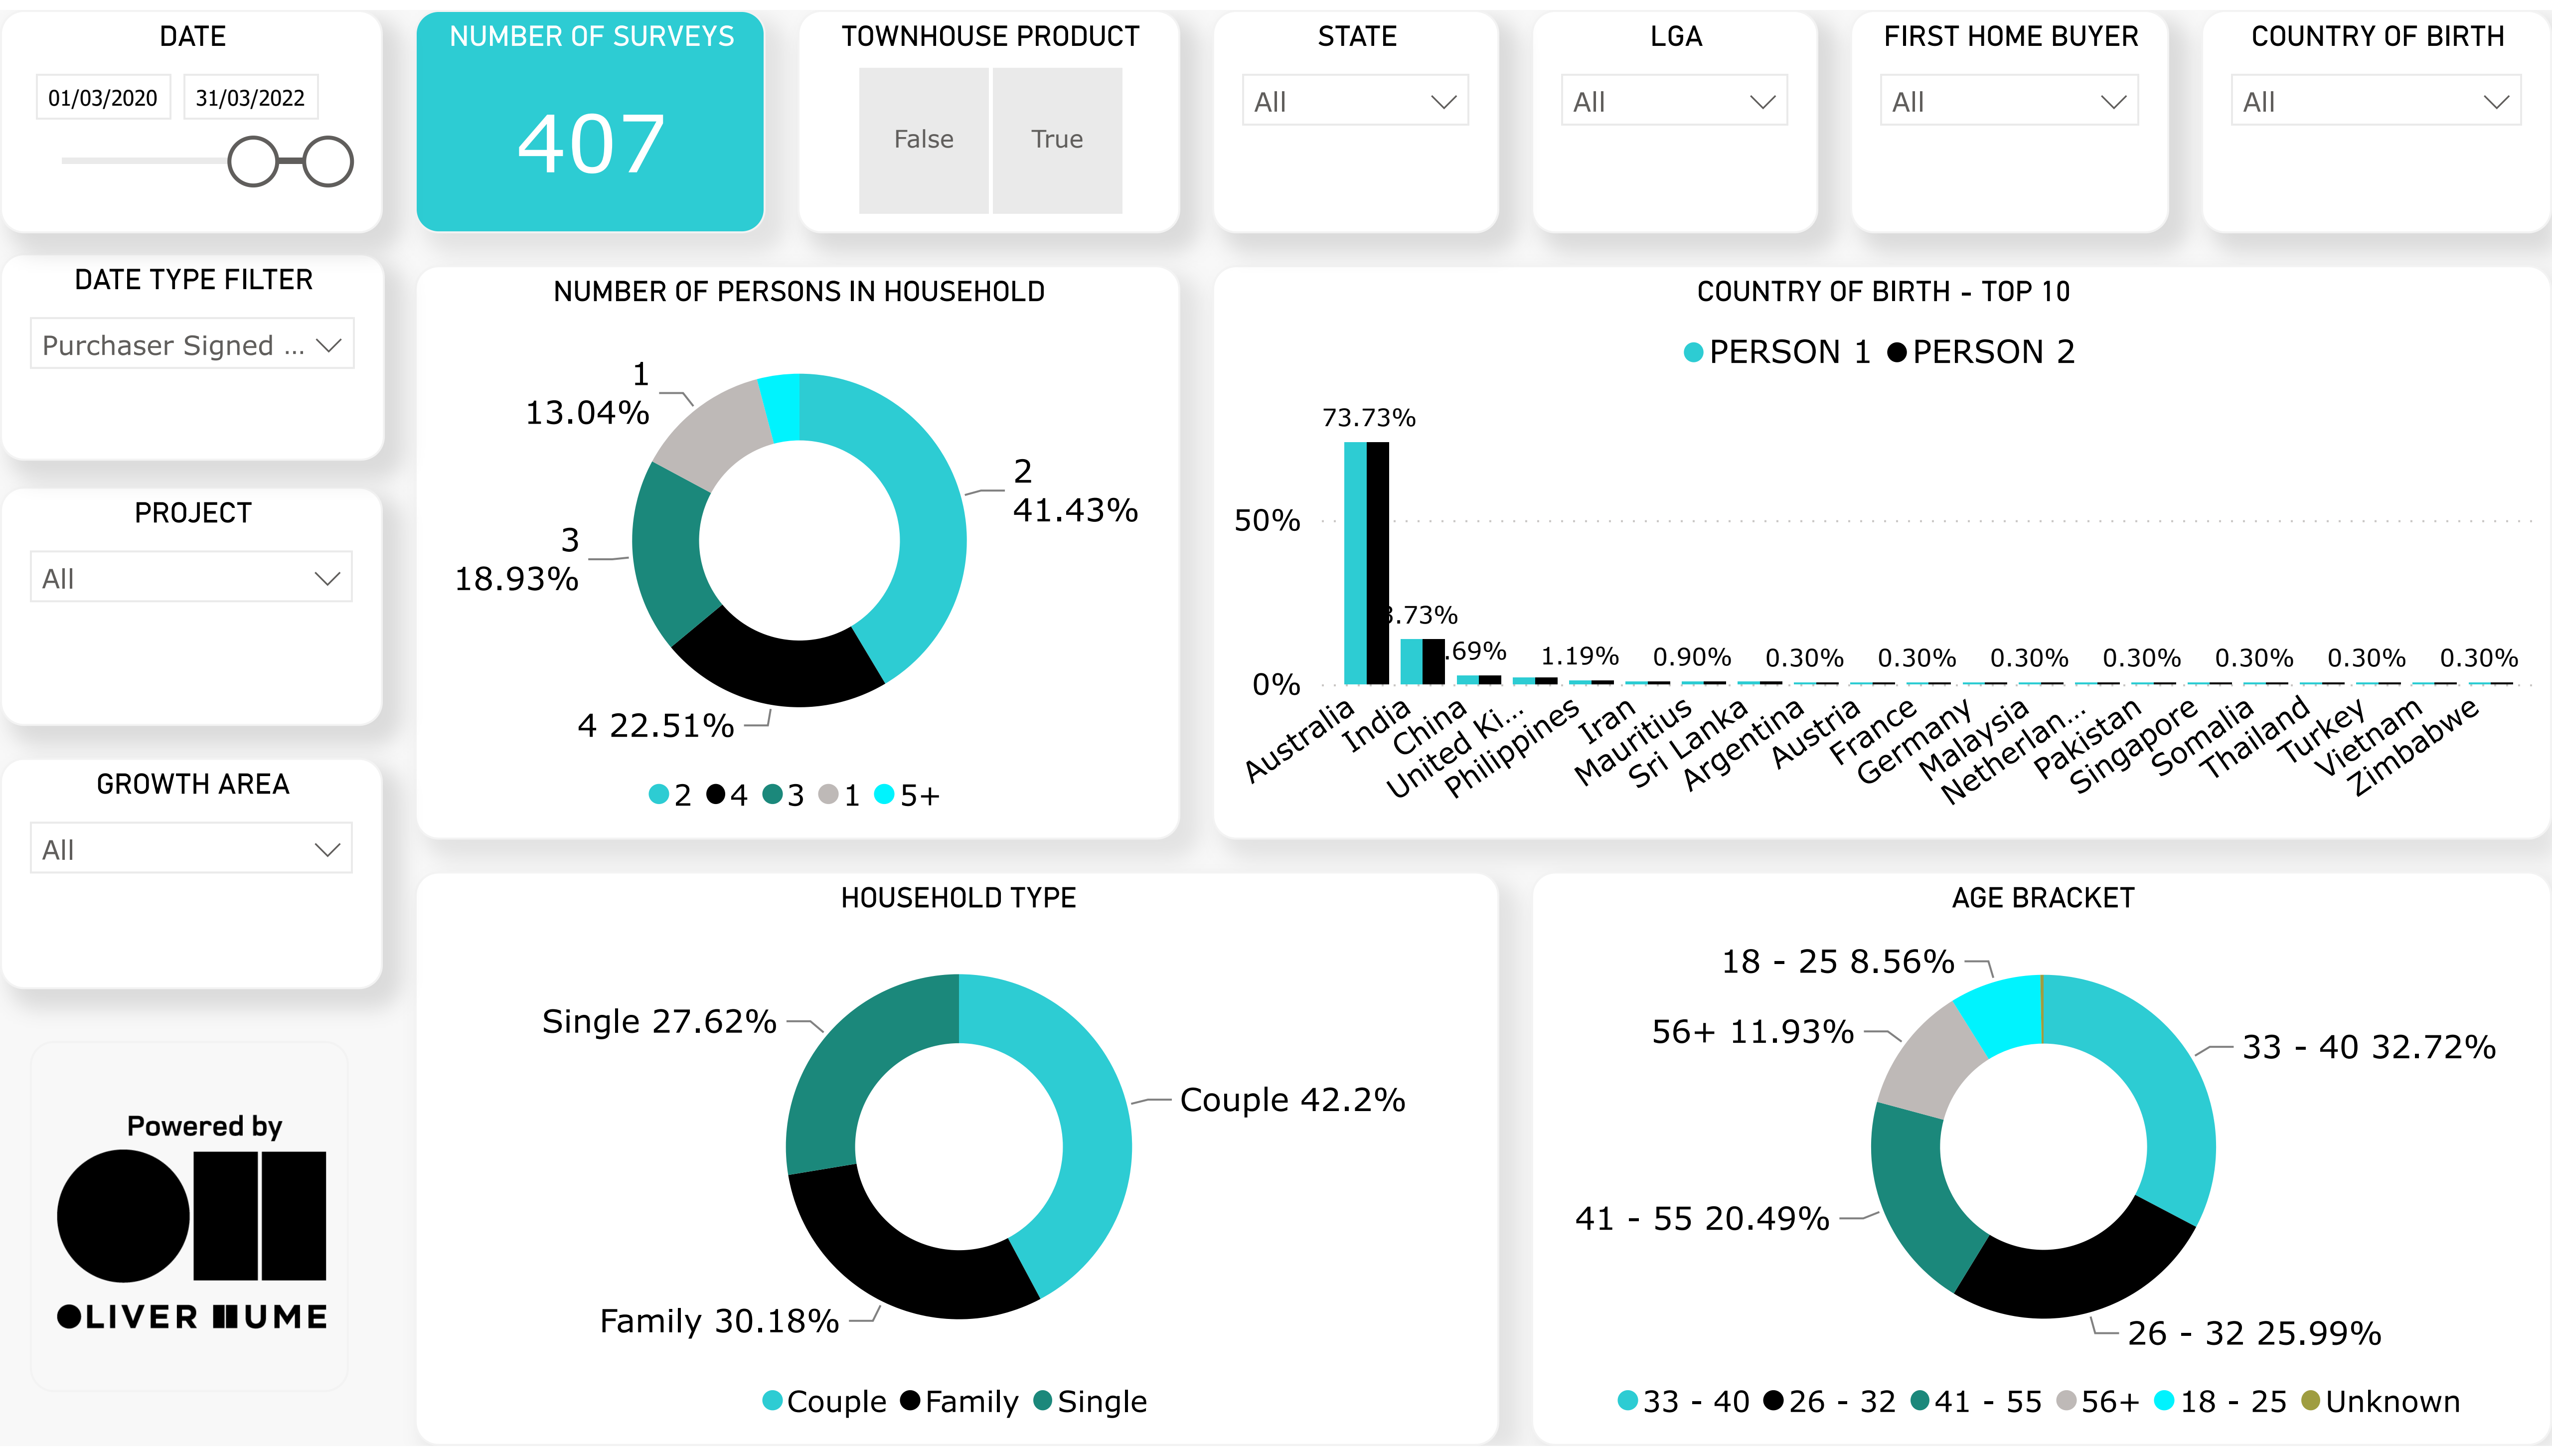 DATE
01/03/2020 31/03/2022
NUMBER OF SURVEYS
407
TOWNHOUSE PRODUCT
False True
STATE
All
LGA
All
FIRST HOME BUYER
All
COUNTRY OF BIRTH
All
DATE TYPE FILTER
Purchaser Signed ...
PROJECT
All
GROWTH AREA
All
Powered by
OLIVER HUME
NUMBER OF PERSONS IN HOUSEHOLD
1
13.04%
2
41.43%
3
18.93%
4 22.51%
2 4 3 1 5+
COUNTRY OF BIRTH - TOP 10
PERSON 1 PERSON 2
73.73%
50%
.73%
.69% 1.19% 0.90% 0.30% 0.30% 0.30% 0.30% 0.30% 0.30% 0.30%
0%
Australia
India
China
United Ki...
Philippines
Iran
Mauritius
Sri Lanka
Argentina
Austria
France
Germany
Malaysia
Netherlan...
Pakistan
Singapore
Somalia
Thailand
Turkey
Vietnam
Zimbabwe
HOUSEHOLD TYPE
Single 27.62%
Couple 42.2%
Family 30.18%
Couple Family Single
AGE BRACKET
18 - 25 8.56%
56+ 11.93%
33 - 40 32.72%
41 - 55 20.49%
26 - 32 25.99%
33 - 40 26 - 32 41 - 55 56+ 18 - 25 Unknown